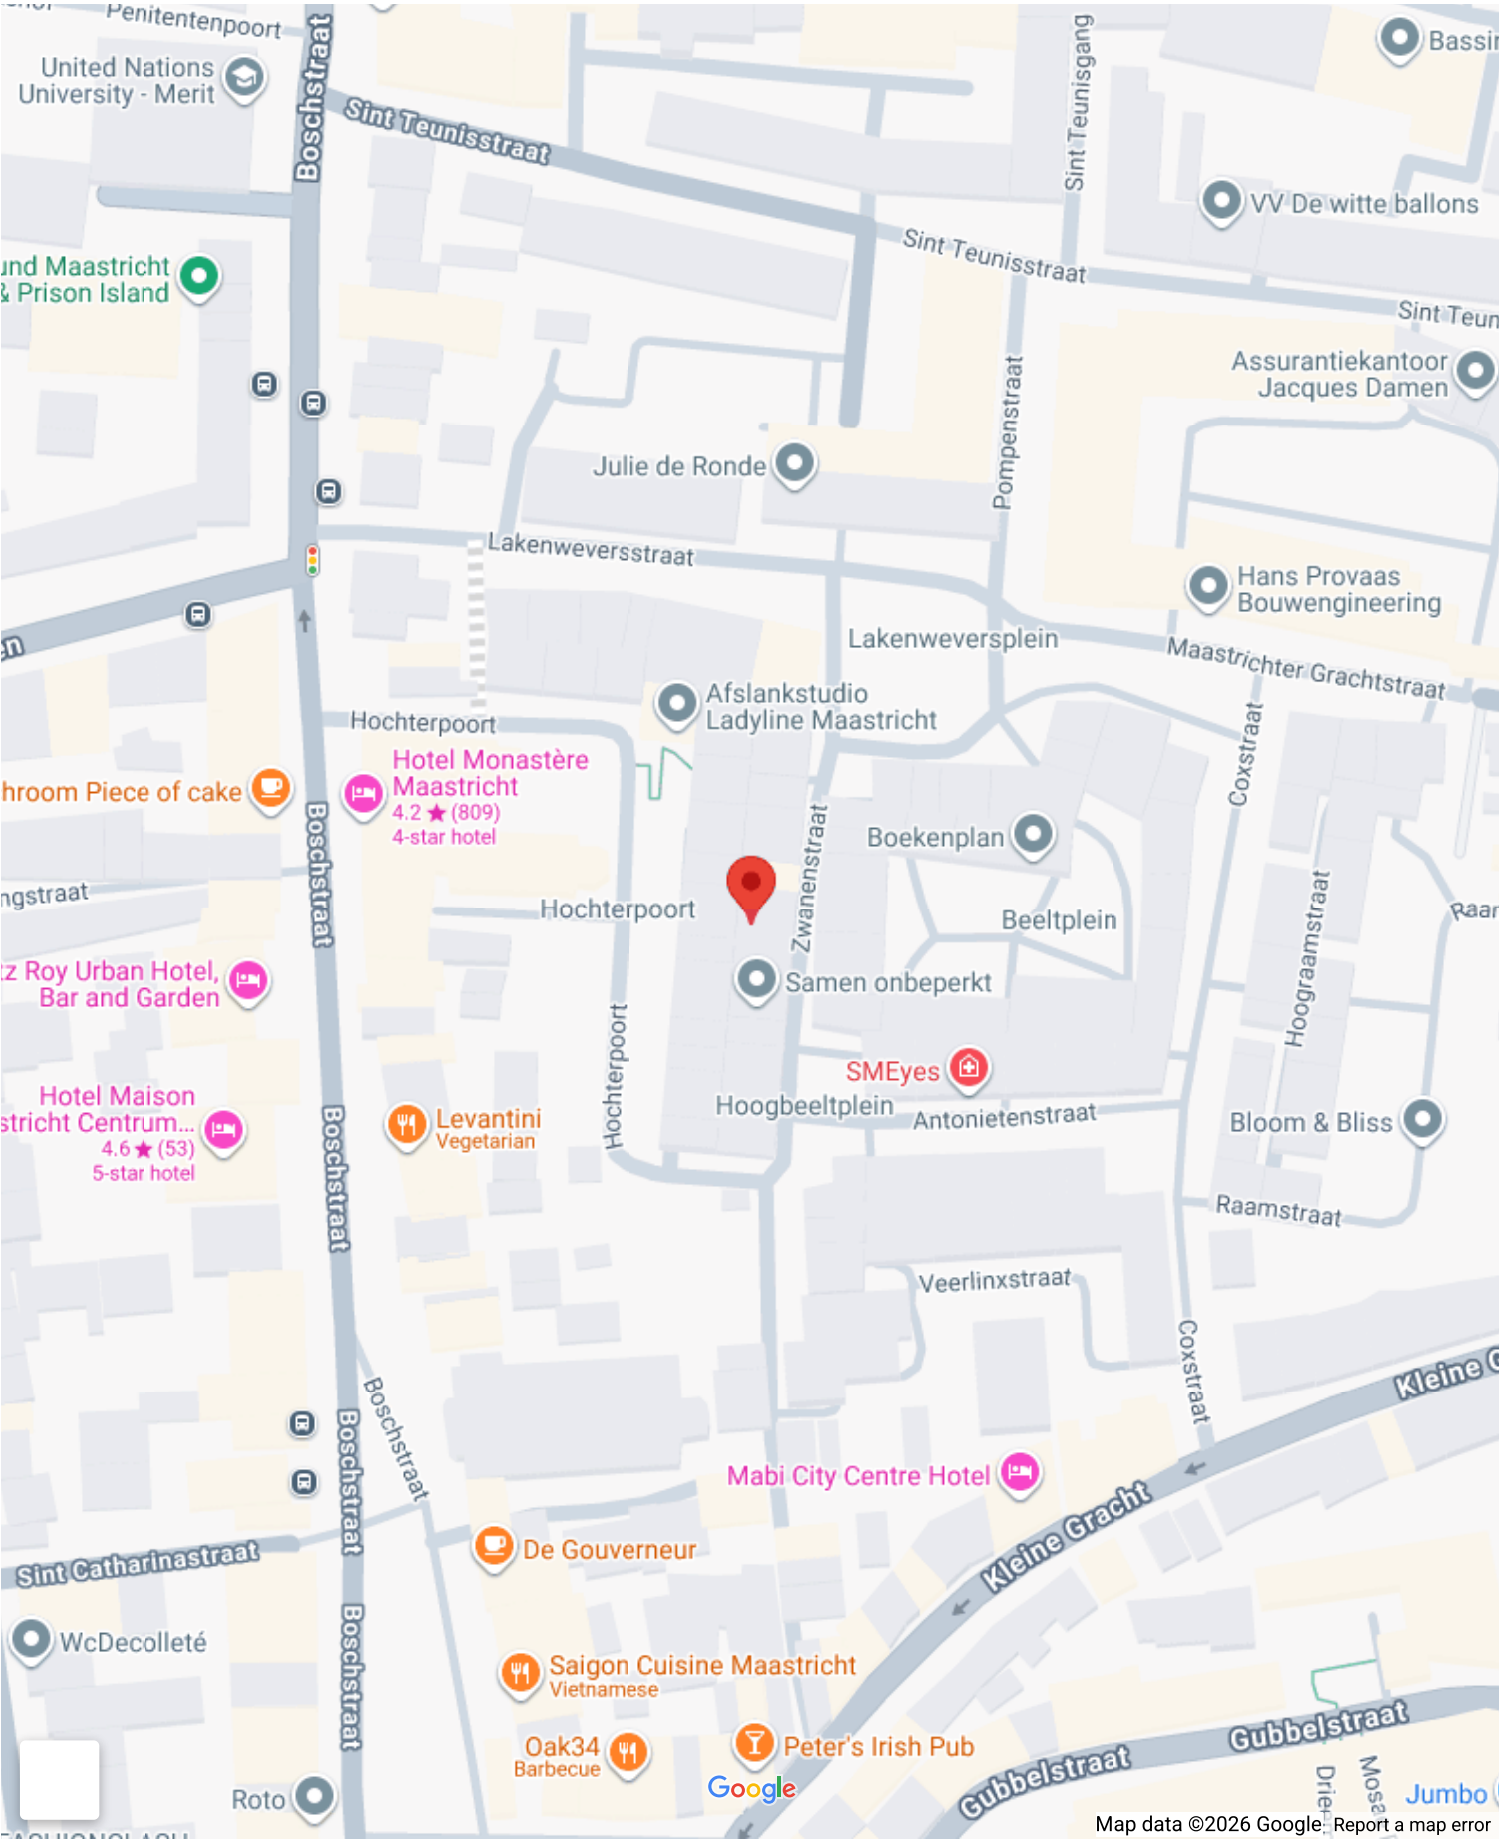 Penitentenpoort
Boschstraat
Sint Teunisgang
United Nations
University - Merit
Sint Teunisstraat
VV De witte ballons
Sint Teunisstraat
und Maastricht
& Prison Island
Assurantiekantoor
Jacques Damen
Julie de Ronde
Pompenstraat
Lakenweversstraat
Hans Provaas
Bouwengineering
Lakenweversplein
Maastrichter Grachtstraat
Afslankstudio
Ladyline Maastricht
Hochterpoort
Coxstraat
Hotel Monastère
Maastricht
4.2 ★ (809)
4-star hotel
hroom Piece of cake
Boschstraat
Zwanenstraat
Boekenplan
ngstraat
Hochterpoort
Beeltplein
Hoograamstraat
tz Roy Urban Hotel,
Bar and Garden
Samen onbeperkt
Hochterpoort
SMEyes
Hotel Maison
stricht Centrum...
4.6 ★ (53)
5-star hotel
Levantini
Vegetarian
Hoogbeeltplein
Antonietenstraat
Bloom & Bliss
Boschstraat
Raamstraat
Veerlinxstraat
Coxstraat
Boschstraat
Boschstraat
Kleine
Mabi City Centre Hotel
Kleine Gracht
Sint Catharinastraat
De Gouverneur
WcDecolleté
Boschstraat
Saigon Cuisine Maastricht
Vietnamese
Oak34
Barbecue
Peter's Irish Pub
Gubbelstraat
Gubbelstraat
Google
Roto
Jumbo
Map data ©2026 Google
Report a map error